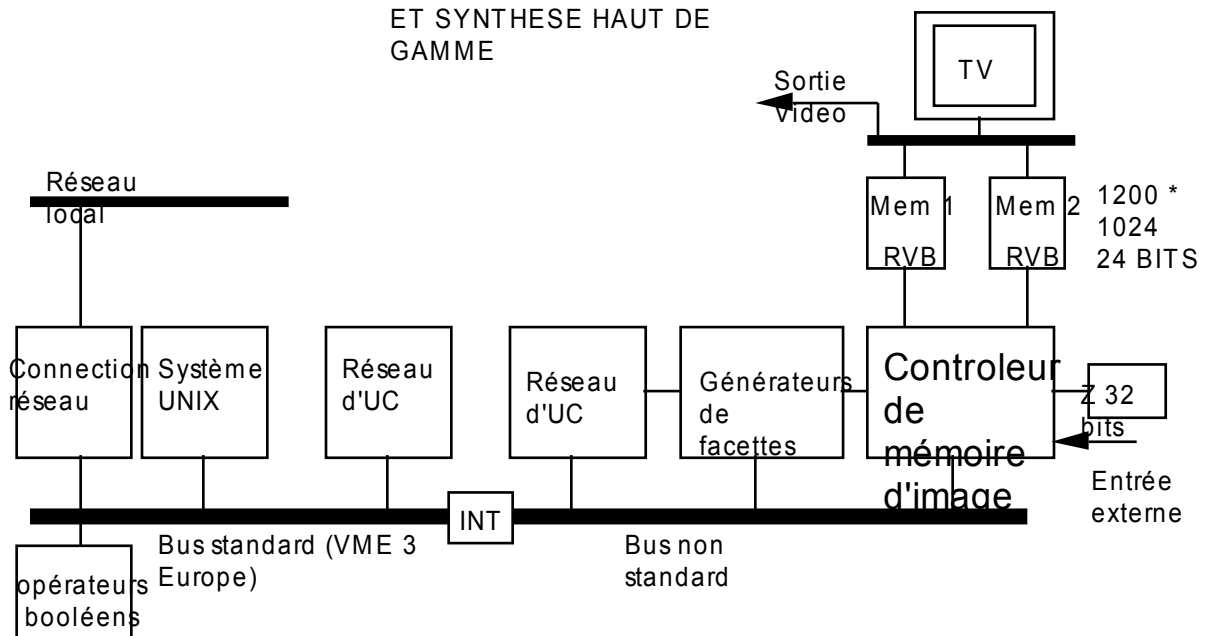 ET SYNTHESE HAUT DE
GAMME
TV
Sortie
Video
Réseau
local
Mem 1
RVB
Mem 2
RVB
1200 *
1024
24 BITS
Connection
réseau
Système
UNIX
Réseau
d'UC
Réseau
d'UC
Générateurs
de
facettes
Controleur
de
mémoire
d'image
Z 32
bits
Entrée
externe
INT
Bus standard (VME 3
Europe)
Bus non
standard
opérateurs
booléens